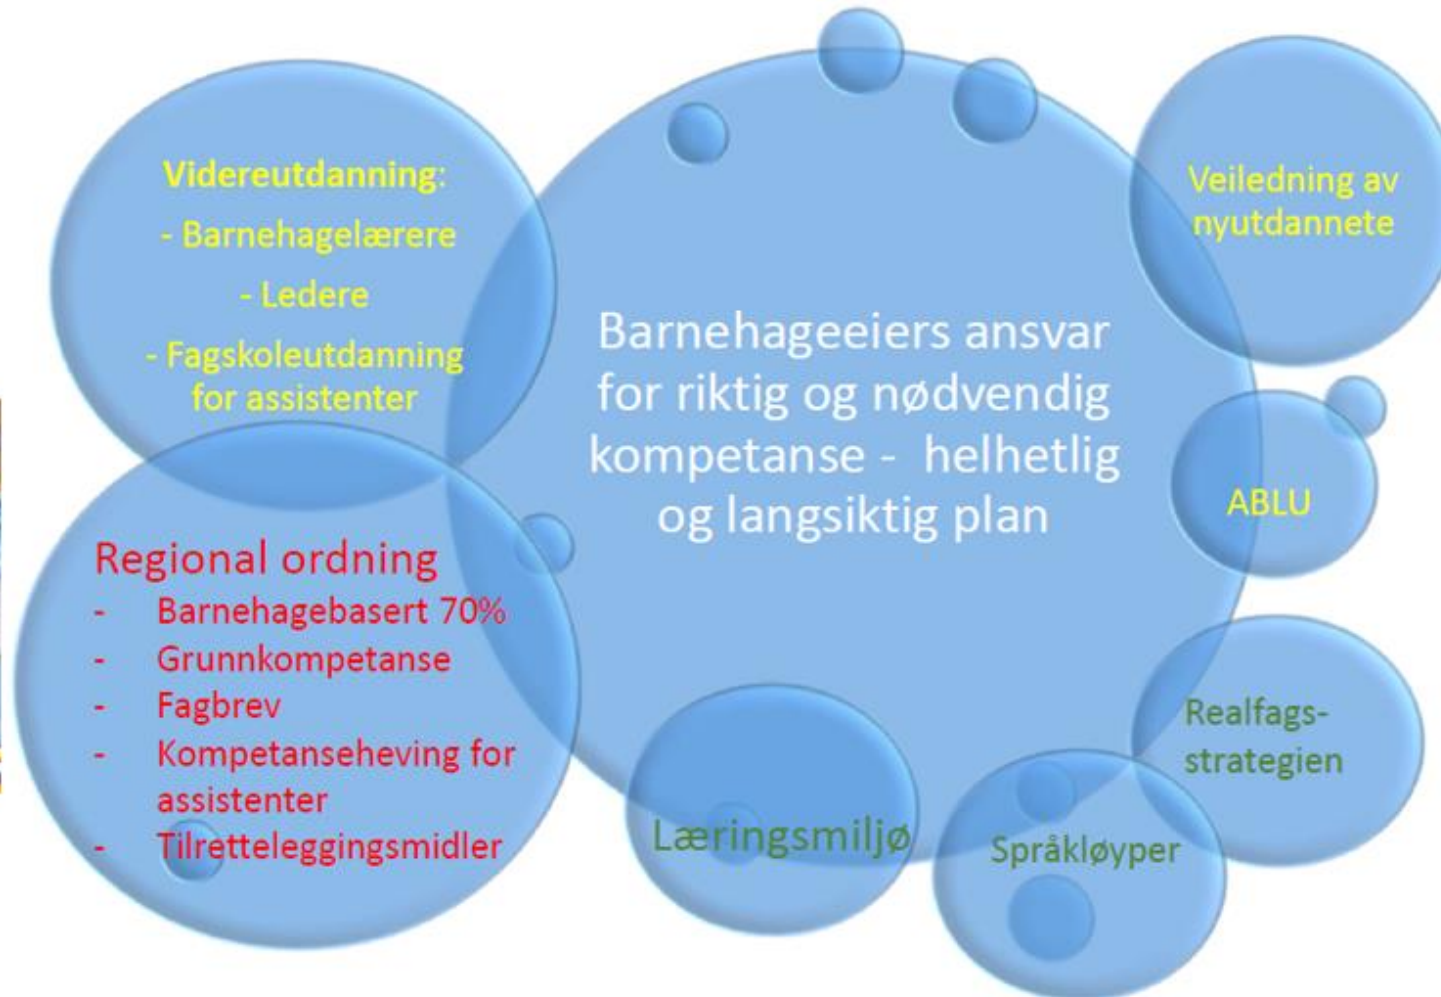 Videreutdanning:
- Barnehagelærere
- Ledere
- Fagskoleutdanning
for assistenter
Regional ordning
- Barnehagebasert 70%
- Grunnkompetanse
- Fagbrev
- Kompetanseheving for
assistenter
- Tilretteleggingsmidler
Barnehageeiers ansvar
for riktig og nødvendig
kompetanse - helhetlig
og langsiktig plan
Veiledning av
nyutdannete
ABLU
Realfags-
strategien
Språkløyper
Læringsmiljø